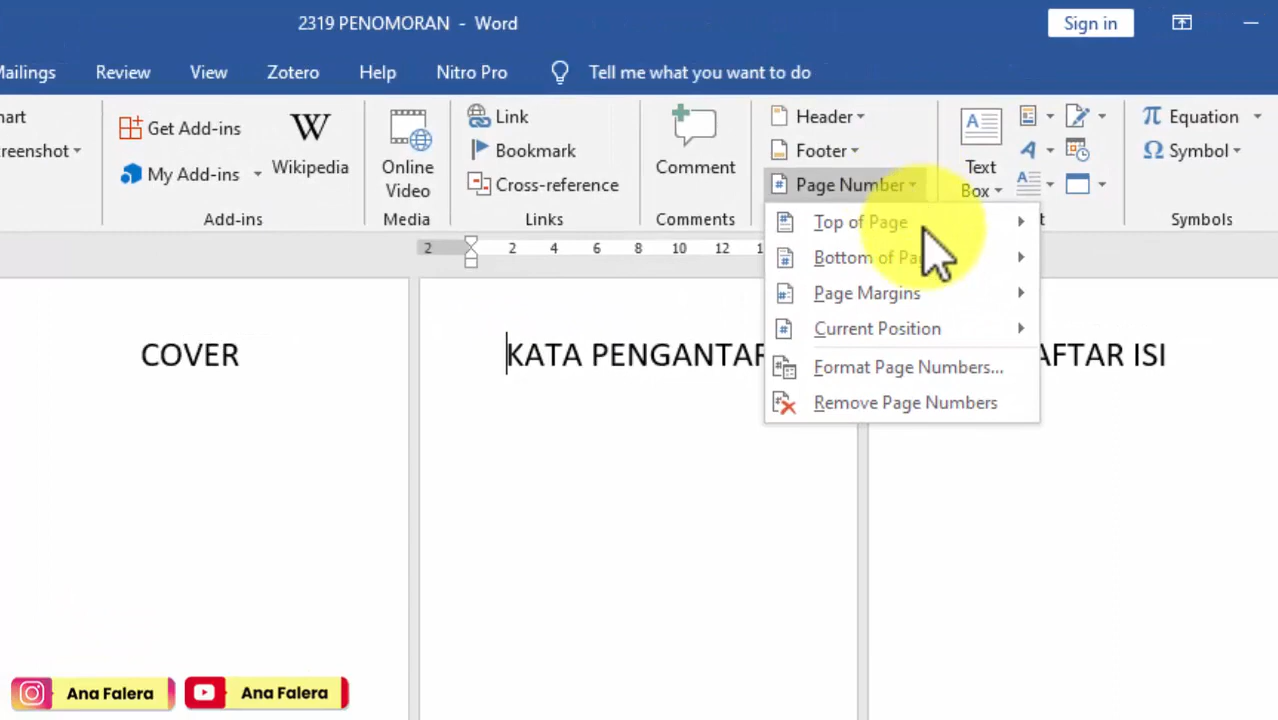 2319 PENOMORAN - Word
Sign in
Mailings Review View Zotero Help Nitro Pro Tell me what you want to do
Get Add-ins
My Add-ins
Add-ins
W
Wikipedia
Online
Video
Media
Link
Bookmark
Cross-reference
Links
Comment
Comments
Header
Footer
Page Number
Text
Box
Equation
Symbol
Symbols
Top of Page
Bottom of Pa
Page Margins
Current Position
Format Page Numbers...
Remove Page Numbers
2 2 4 6 8 10 12
COVER
KATA PENGANTAR
AFTAR ISI
Ana Falera
Ana Falera